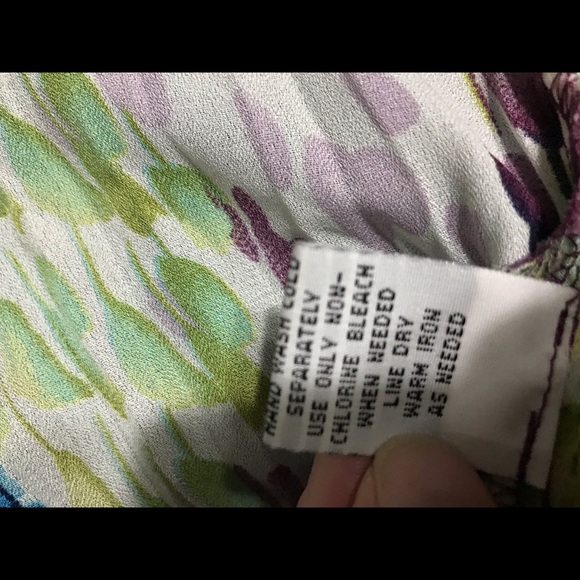 HAND WASH COLD
SEPARATELY
USE ONLY NON-
CHLORINE BLEACH
WHEN NEEDED
LINE DRY
WARM IRON
AS NEEDED